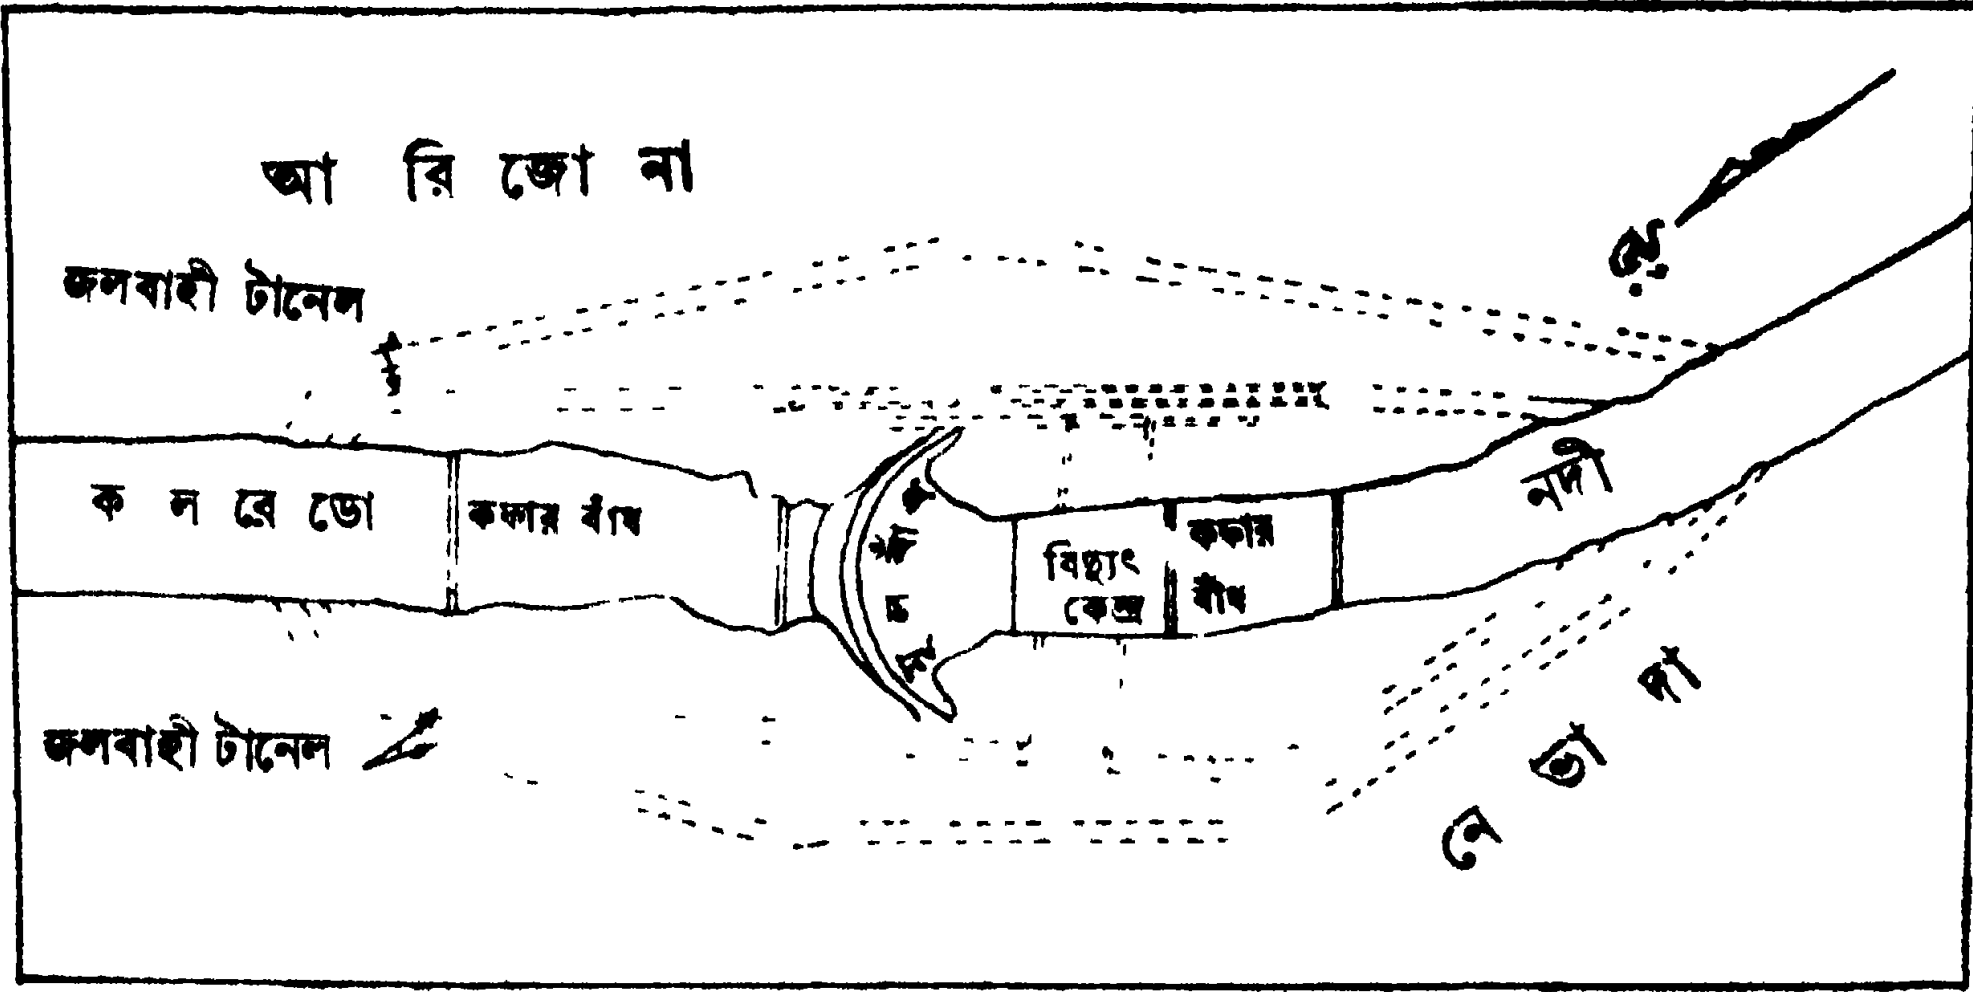 আ রি জো না
জলবাহী টানেল
ক ল রে ডো
কফার বাঁধ
বিদ্যুৎ
কেন্দ্র
কফার
বাঁধ
নদী
জলবাহী টানেল
নে ভা দা